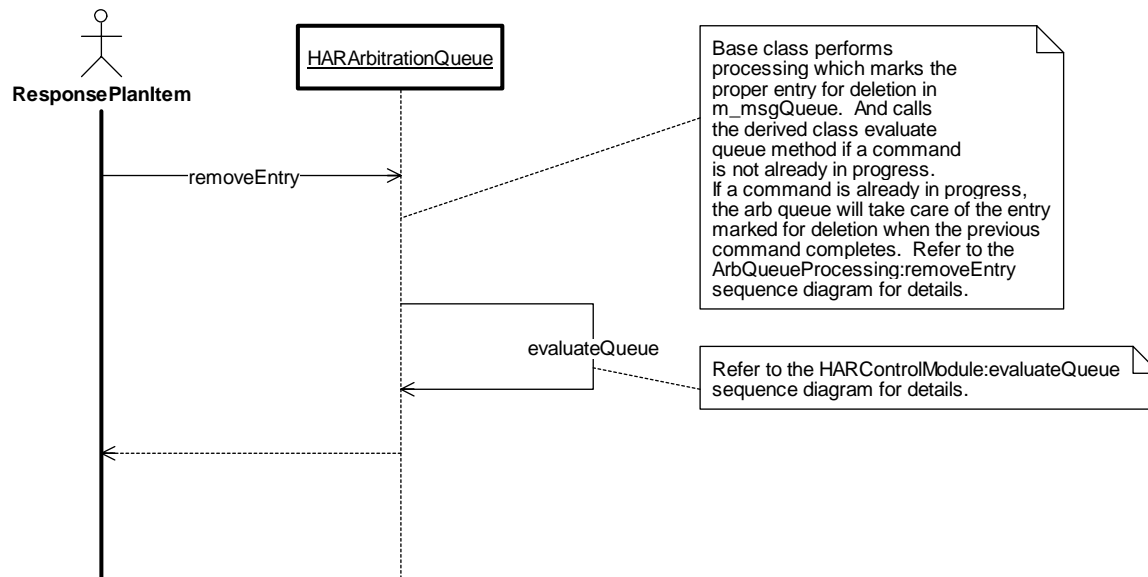 HARArbitrationQueue
ResponsePlanItem
removeEntry
Base class performs
processing which marks the
proper entry for deletion in
m_msgQueue.  And calls
the derived class evaluate
queue method if a command
is not already in progress.
If a command is already in progress,
the arb queue will take care of the entry
marked for deletion when the previous
command completes.  Refer to the
ArbQueueProcessing:removeEntry
sequence diagram for details.
evaluateQueue
Refer to the HARControlModule:evaluateQueue
sequence diagram for details.